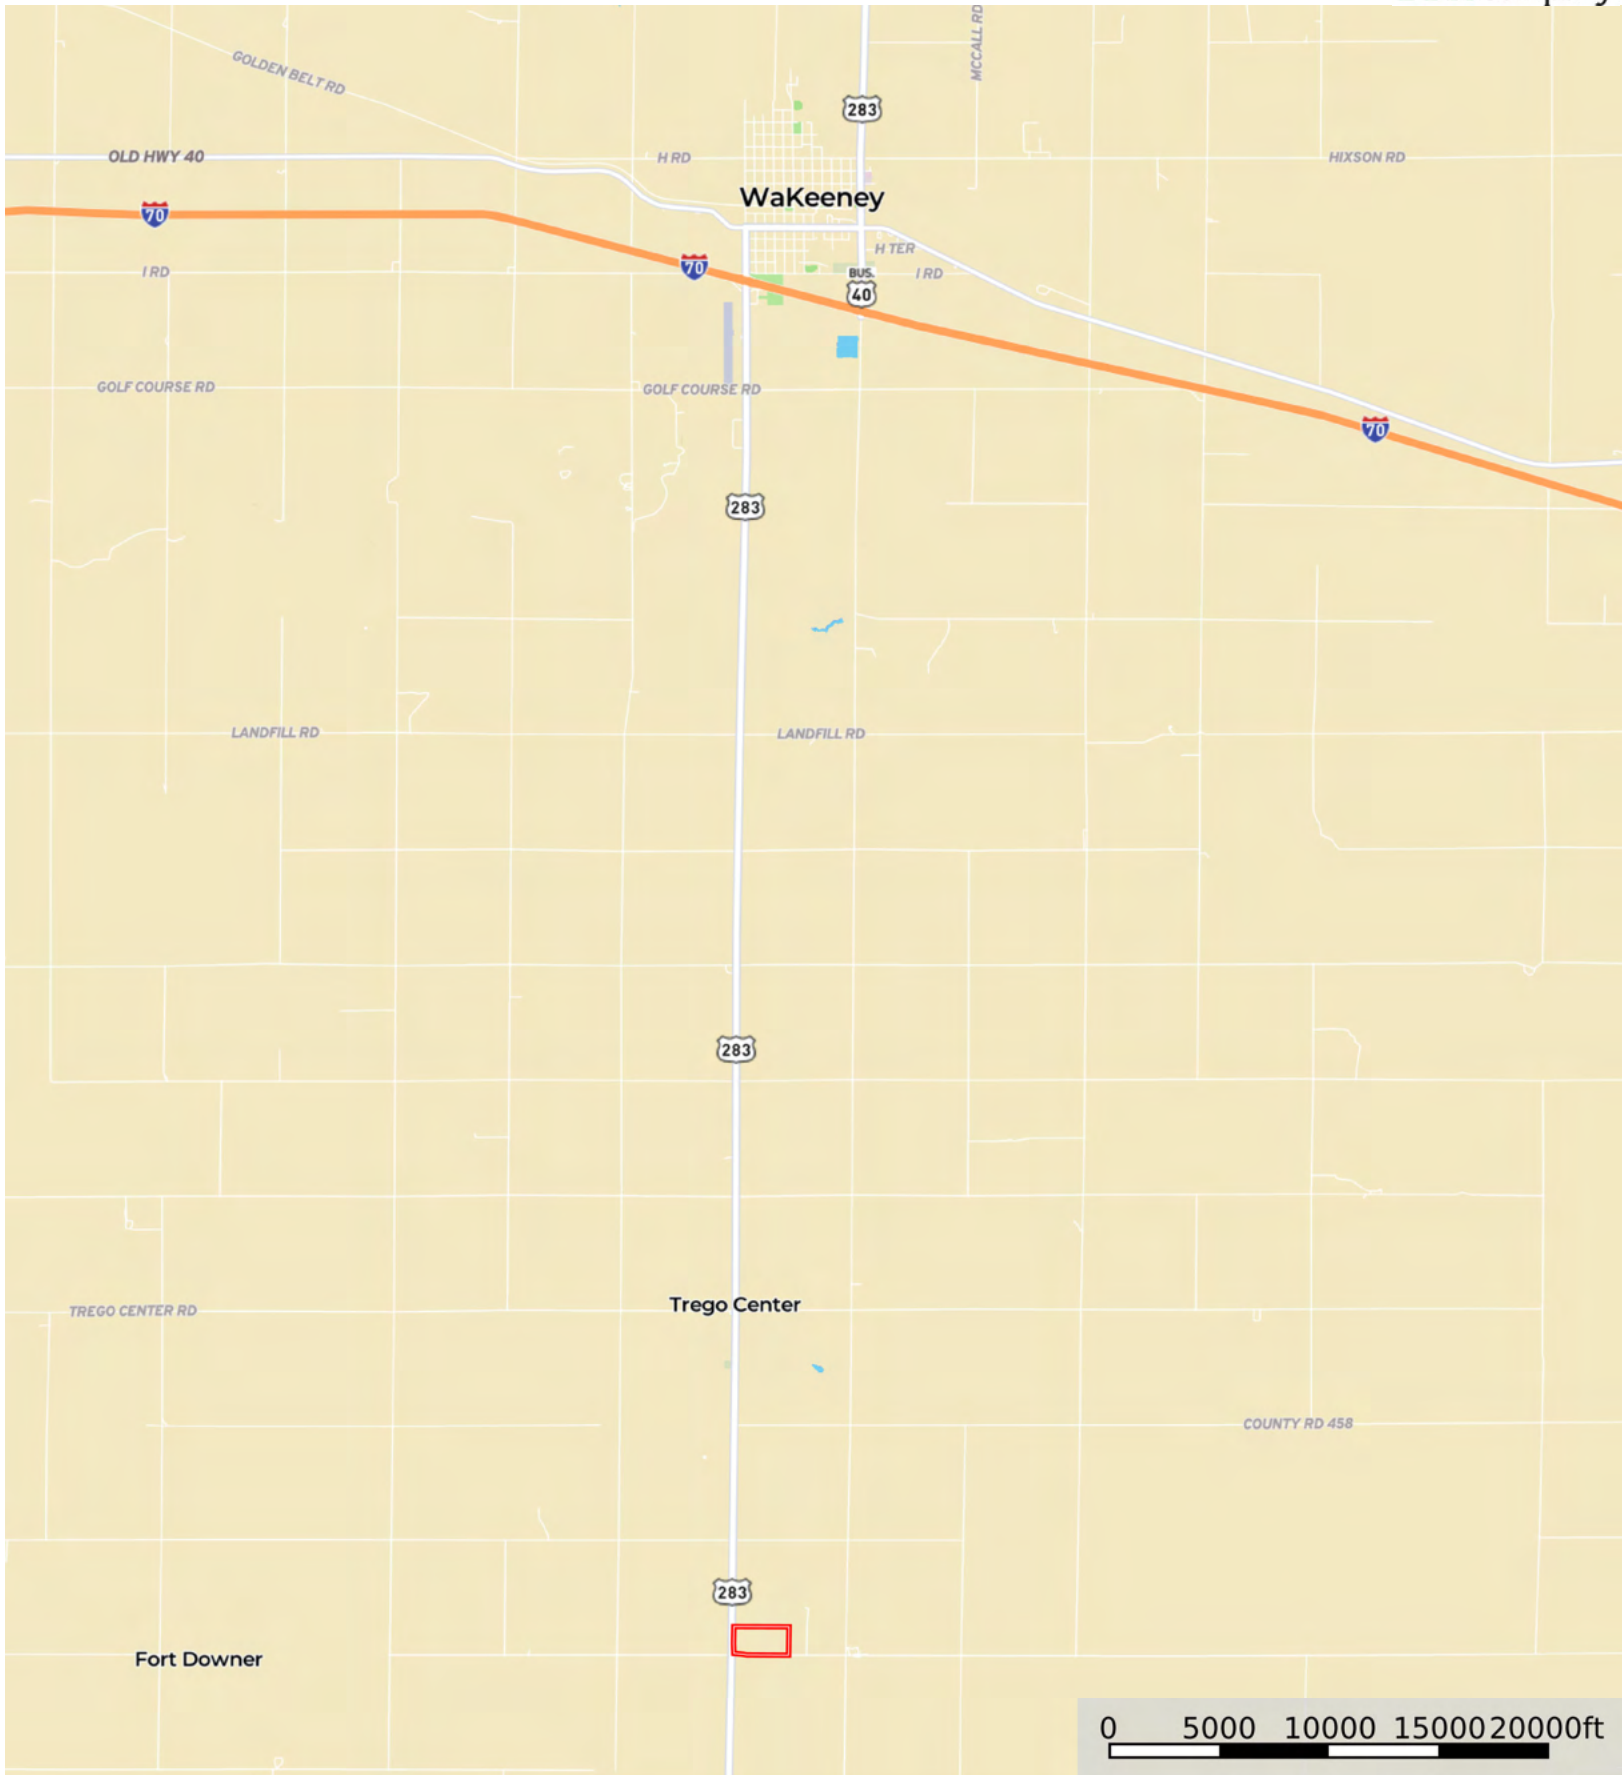 MCCALL RD
GOLDEN BELT RD
283
OLD HWY 40
H RD
HIXSON RD
WaKeeney
70
H TER
I RD
70
BUS.
40
I RD
GOLF COURSE RD
GOLF COURSE RD
70
283
LANDFILL RD
LANDFILL RD
283
Trego Center
TREGO CENTER RD
COUNTY RD 458
283
Fort Downer
0 5000 10000 15000 20000ft